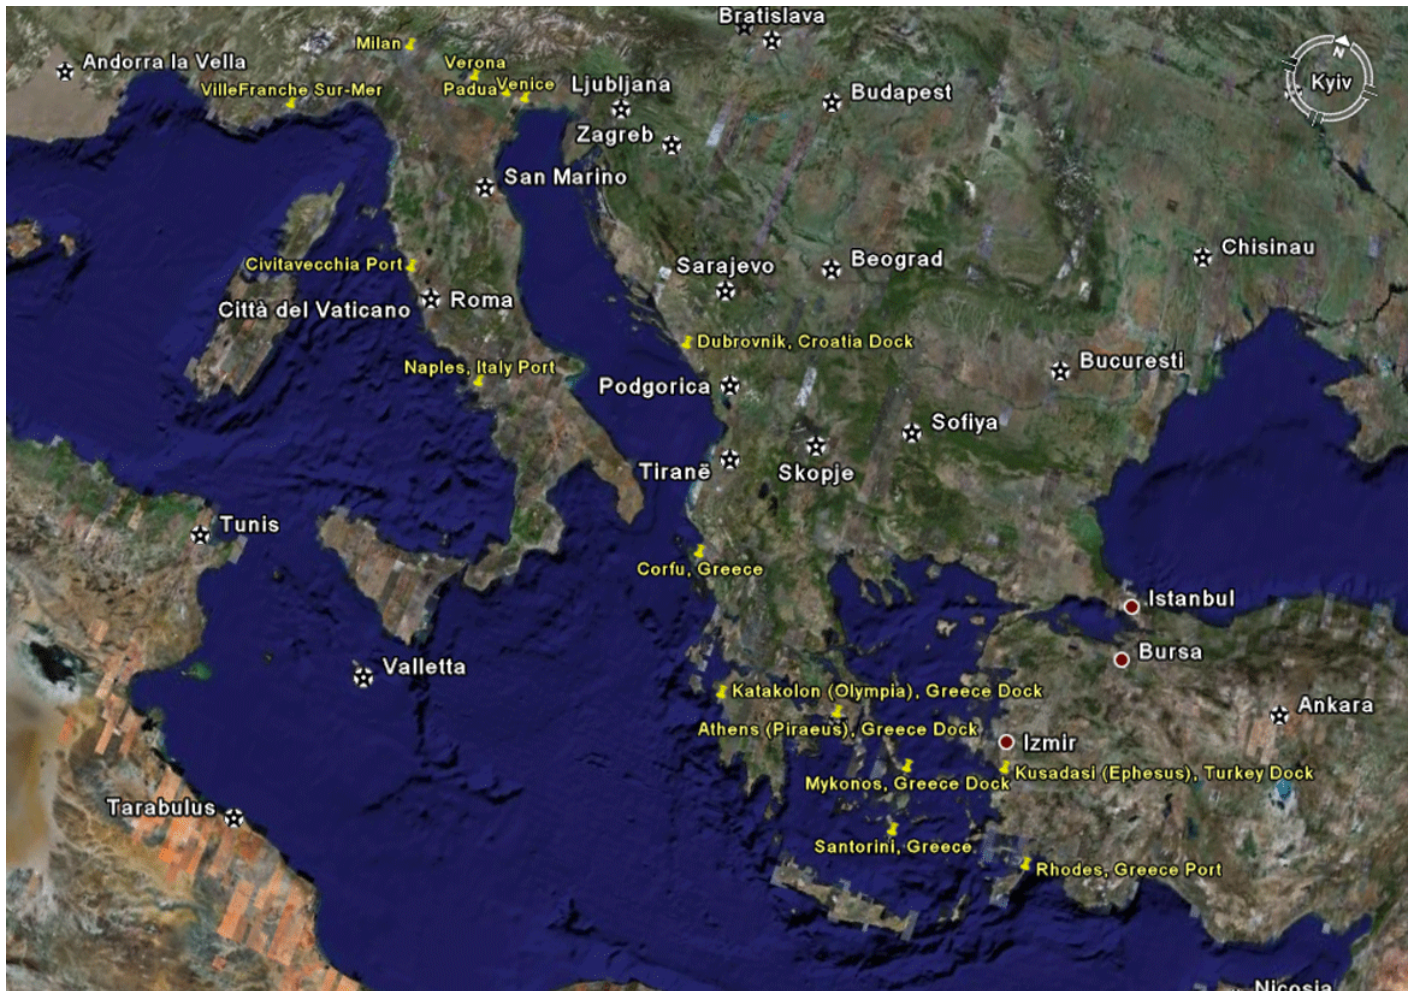 Bratislava
Milan
Andorra la Vella
Verona
VilleFranche Sur-Mer
Padua
Venice
Ljubljana
Budapest
N
Kyiv
Zagreb
San Marino
Chisinau
Civitavecchia Port
Sarajevo
Beograd
Città del Vaticano
Roma
Dubrovnik, Croatia Dock
Naples, Italy Port
Podgorica
Bucuresti
Sofiya
Tiranë
Skopje
Tunis
Corfu, Greece
Istanbul
Bursa
Valletta
Katakolon (Olympia), Greece Dock
Ankara
Athens (Piraeus), Greece Dock
Izmir
Kusadasi (Ephesus), Turkey Dock
Mykonos, Greece Dock
Tarabulus
Santorini, Greece
Rhodes, Greece Port
Nicosia